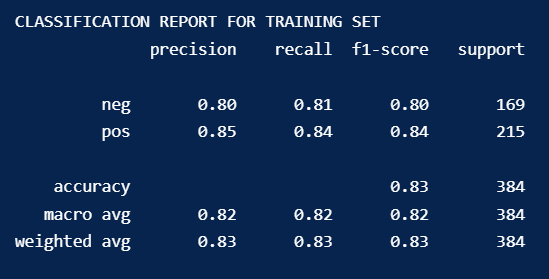 CLASSIFICATION REPORT FOR TRAINING SET
precision recall f1-score support
neg 0.80 0.81 0.80 169
pos 0.85 0.84 0.84 215
accuracy 0.83 384
macro avg 0.82 0.82 0.82 384
weighted avg 0.83 0.83 0.83 384